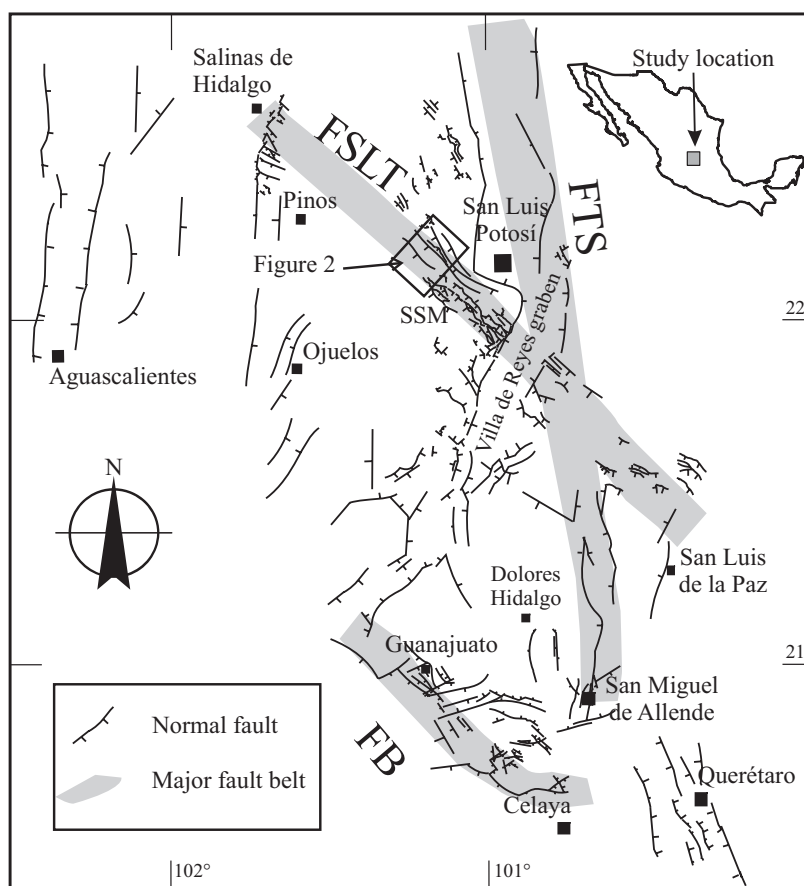 Salinas de
Hidalgo
Study location
FSLT
Pinos
San Luis
Potosí
FTS
Figure 2
SSM
Villa de Reyes graben
22
Ojuelos
Aguascalientes
N
San Luis
de la Paz
Dolores
Hidalgo
Guanajuato
21
San Miguel
de Allende
Normal fault
FB
Major fault belt
Querétaro
Celaya
102°
101°